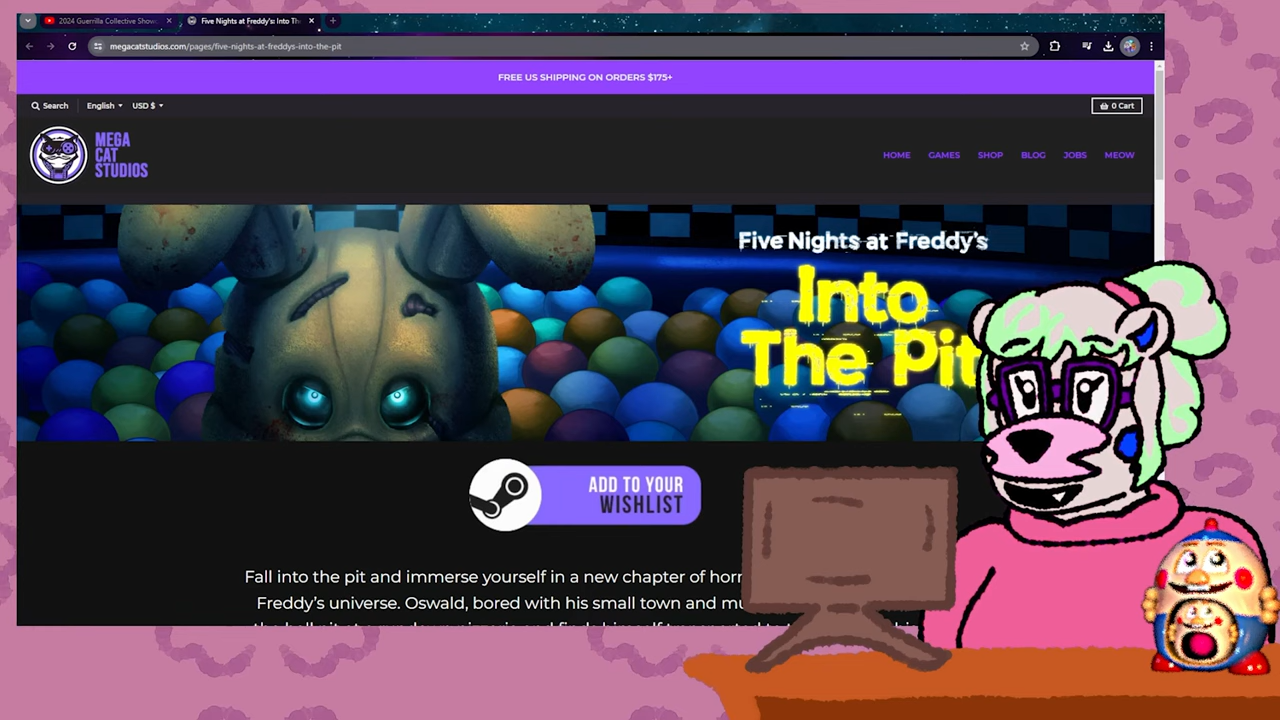 2024 Guerrilla Collective Show
Five Nights at Freddy's: Into Th
megacatstudios.com/pages/five-nights-at-freddys-into-the-pit
FREE US SHIPPING ON ORDERS $175+
Search
English
USD $
0 Cart
MEGA
CAT
STUDIOS
HOME
GAMES
SHOP
BLOG
JOBS
MEOW
Five Nights at Freddy's
Into
The Pit
ADD TO YOUR
WISHLIST
Fall into the pit and immerse yourself in a new chapter of horr
Freddy's universe. Oswald, bored with his small town and mu